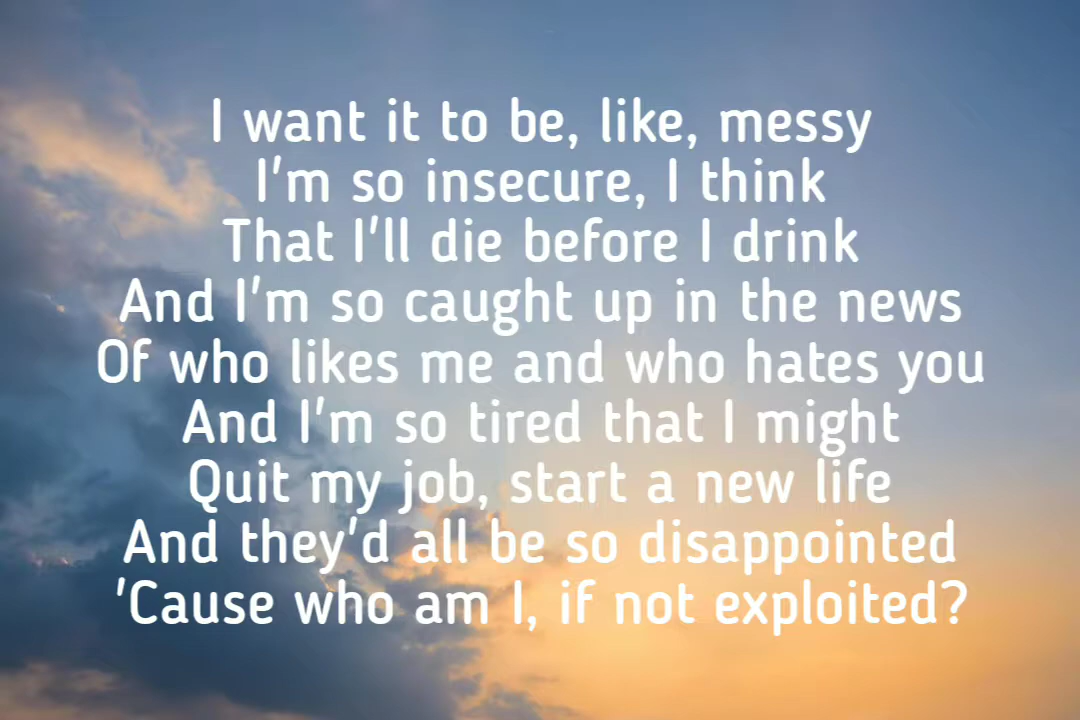 I want it to be, like, messy
I'm so insecure, I think
That I'll die before I drink
And I'm so caught up in the news
Of who likes me and who hates you
And I'm so tired that I might
Quit my job, start a new life
And they'd all be so disappointed
'Cause who am I, if not exploited?